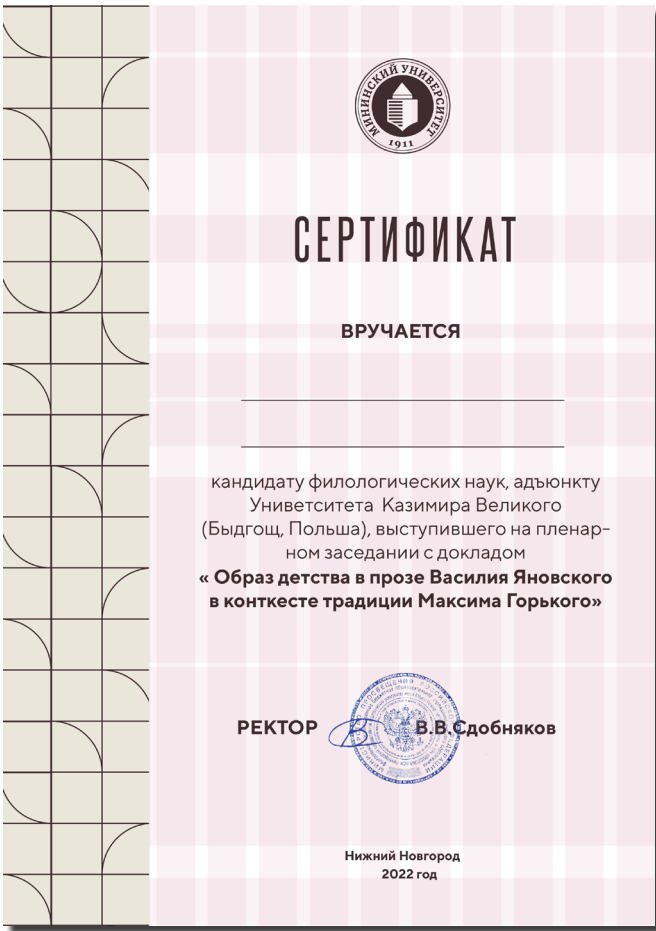 МИНИНСКИЙ УНИВЕРСИТЕТ
1911
СЕРТИФИКАТ
ВРУЧАЕТСЯ
кандидату филологических наук, адъюнкту
Униветситета Казимира Великого
(Быдгощ, Польша), выступившего на пленар-
ном заседании с докладом
« Образ детства в прозе Василия Яновского
в конткесте традиции Максима Горького»
РЕКТОР В.В.Сдобняков
Нижний Новгород
2022 год